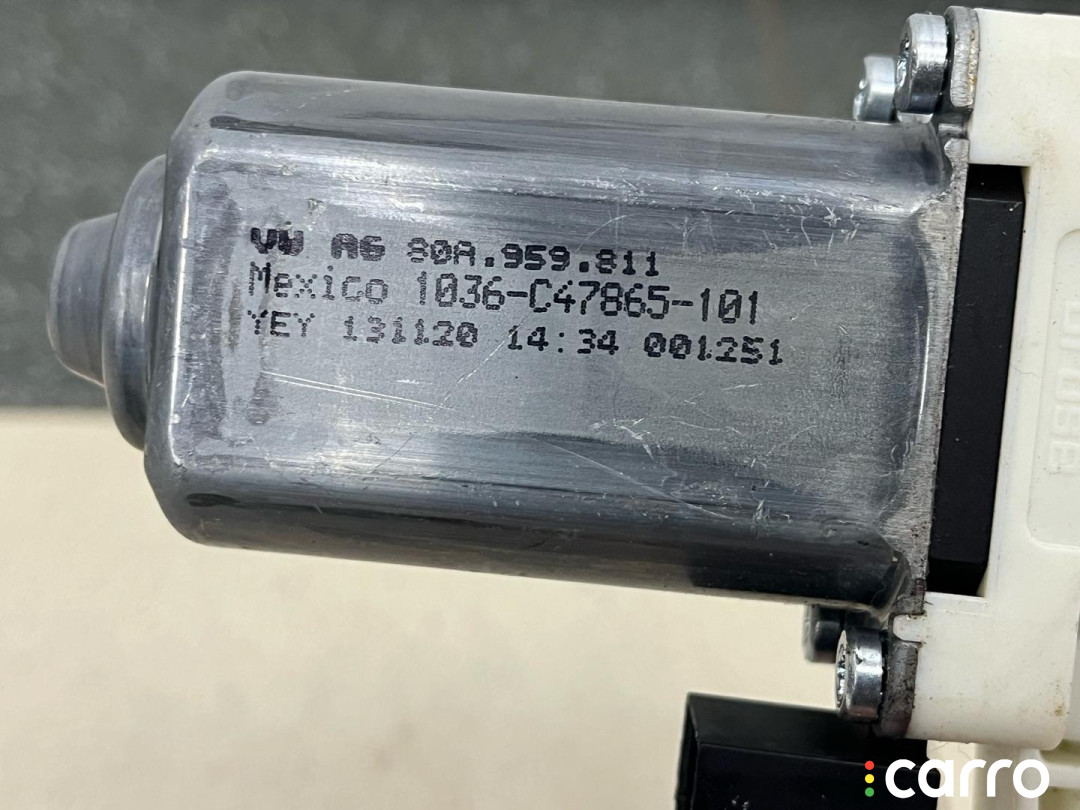 VW AG 80A.959.811
Mexico 1036-C47865-101
YEY 131120 14:34 001251
carro